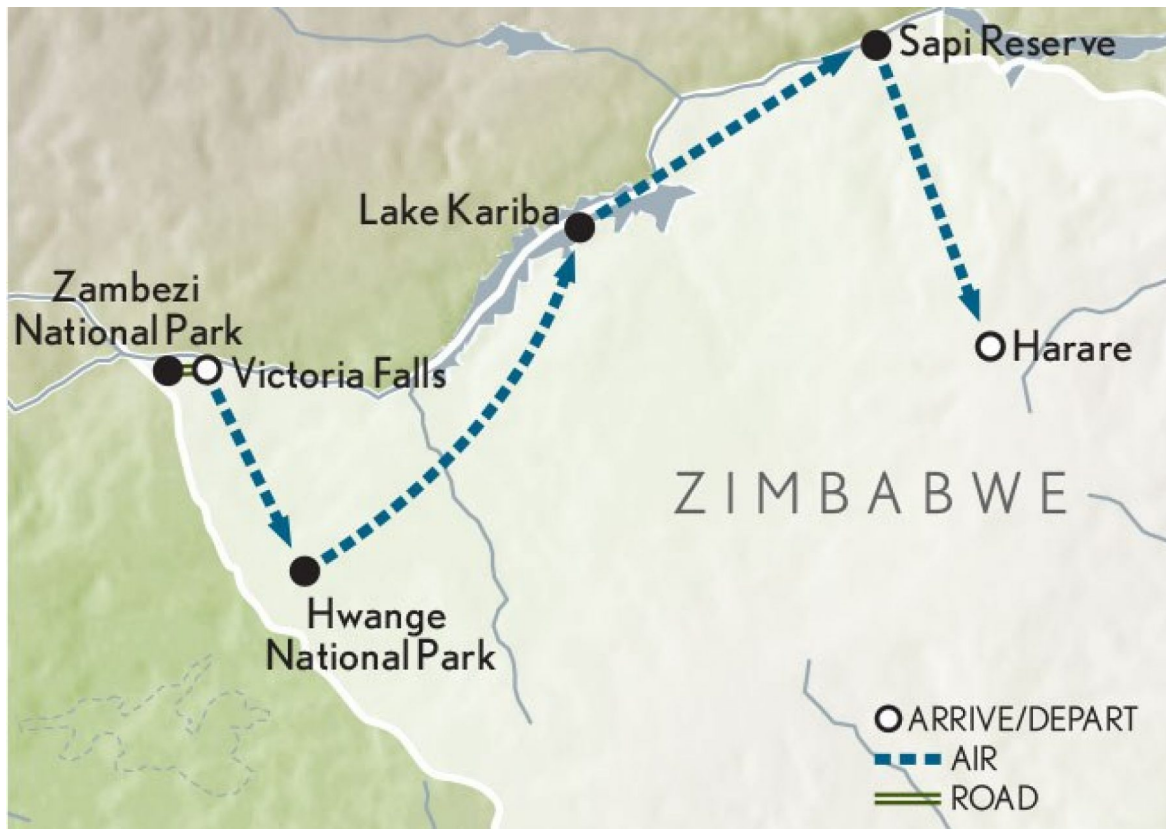 Sapi Reserve
Lake Kariba
Zambezi
National Park
Victoria Falls
Harare
ZIMBABWE
Hwange
National Park
ARRIVE/DEPART
AIR
ROAD